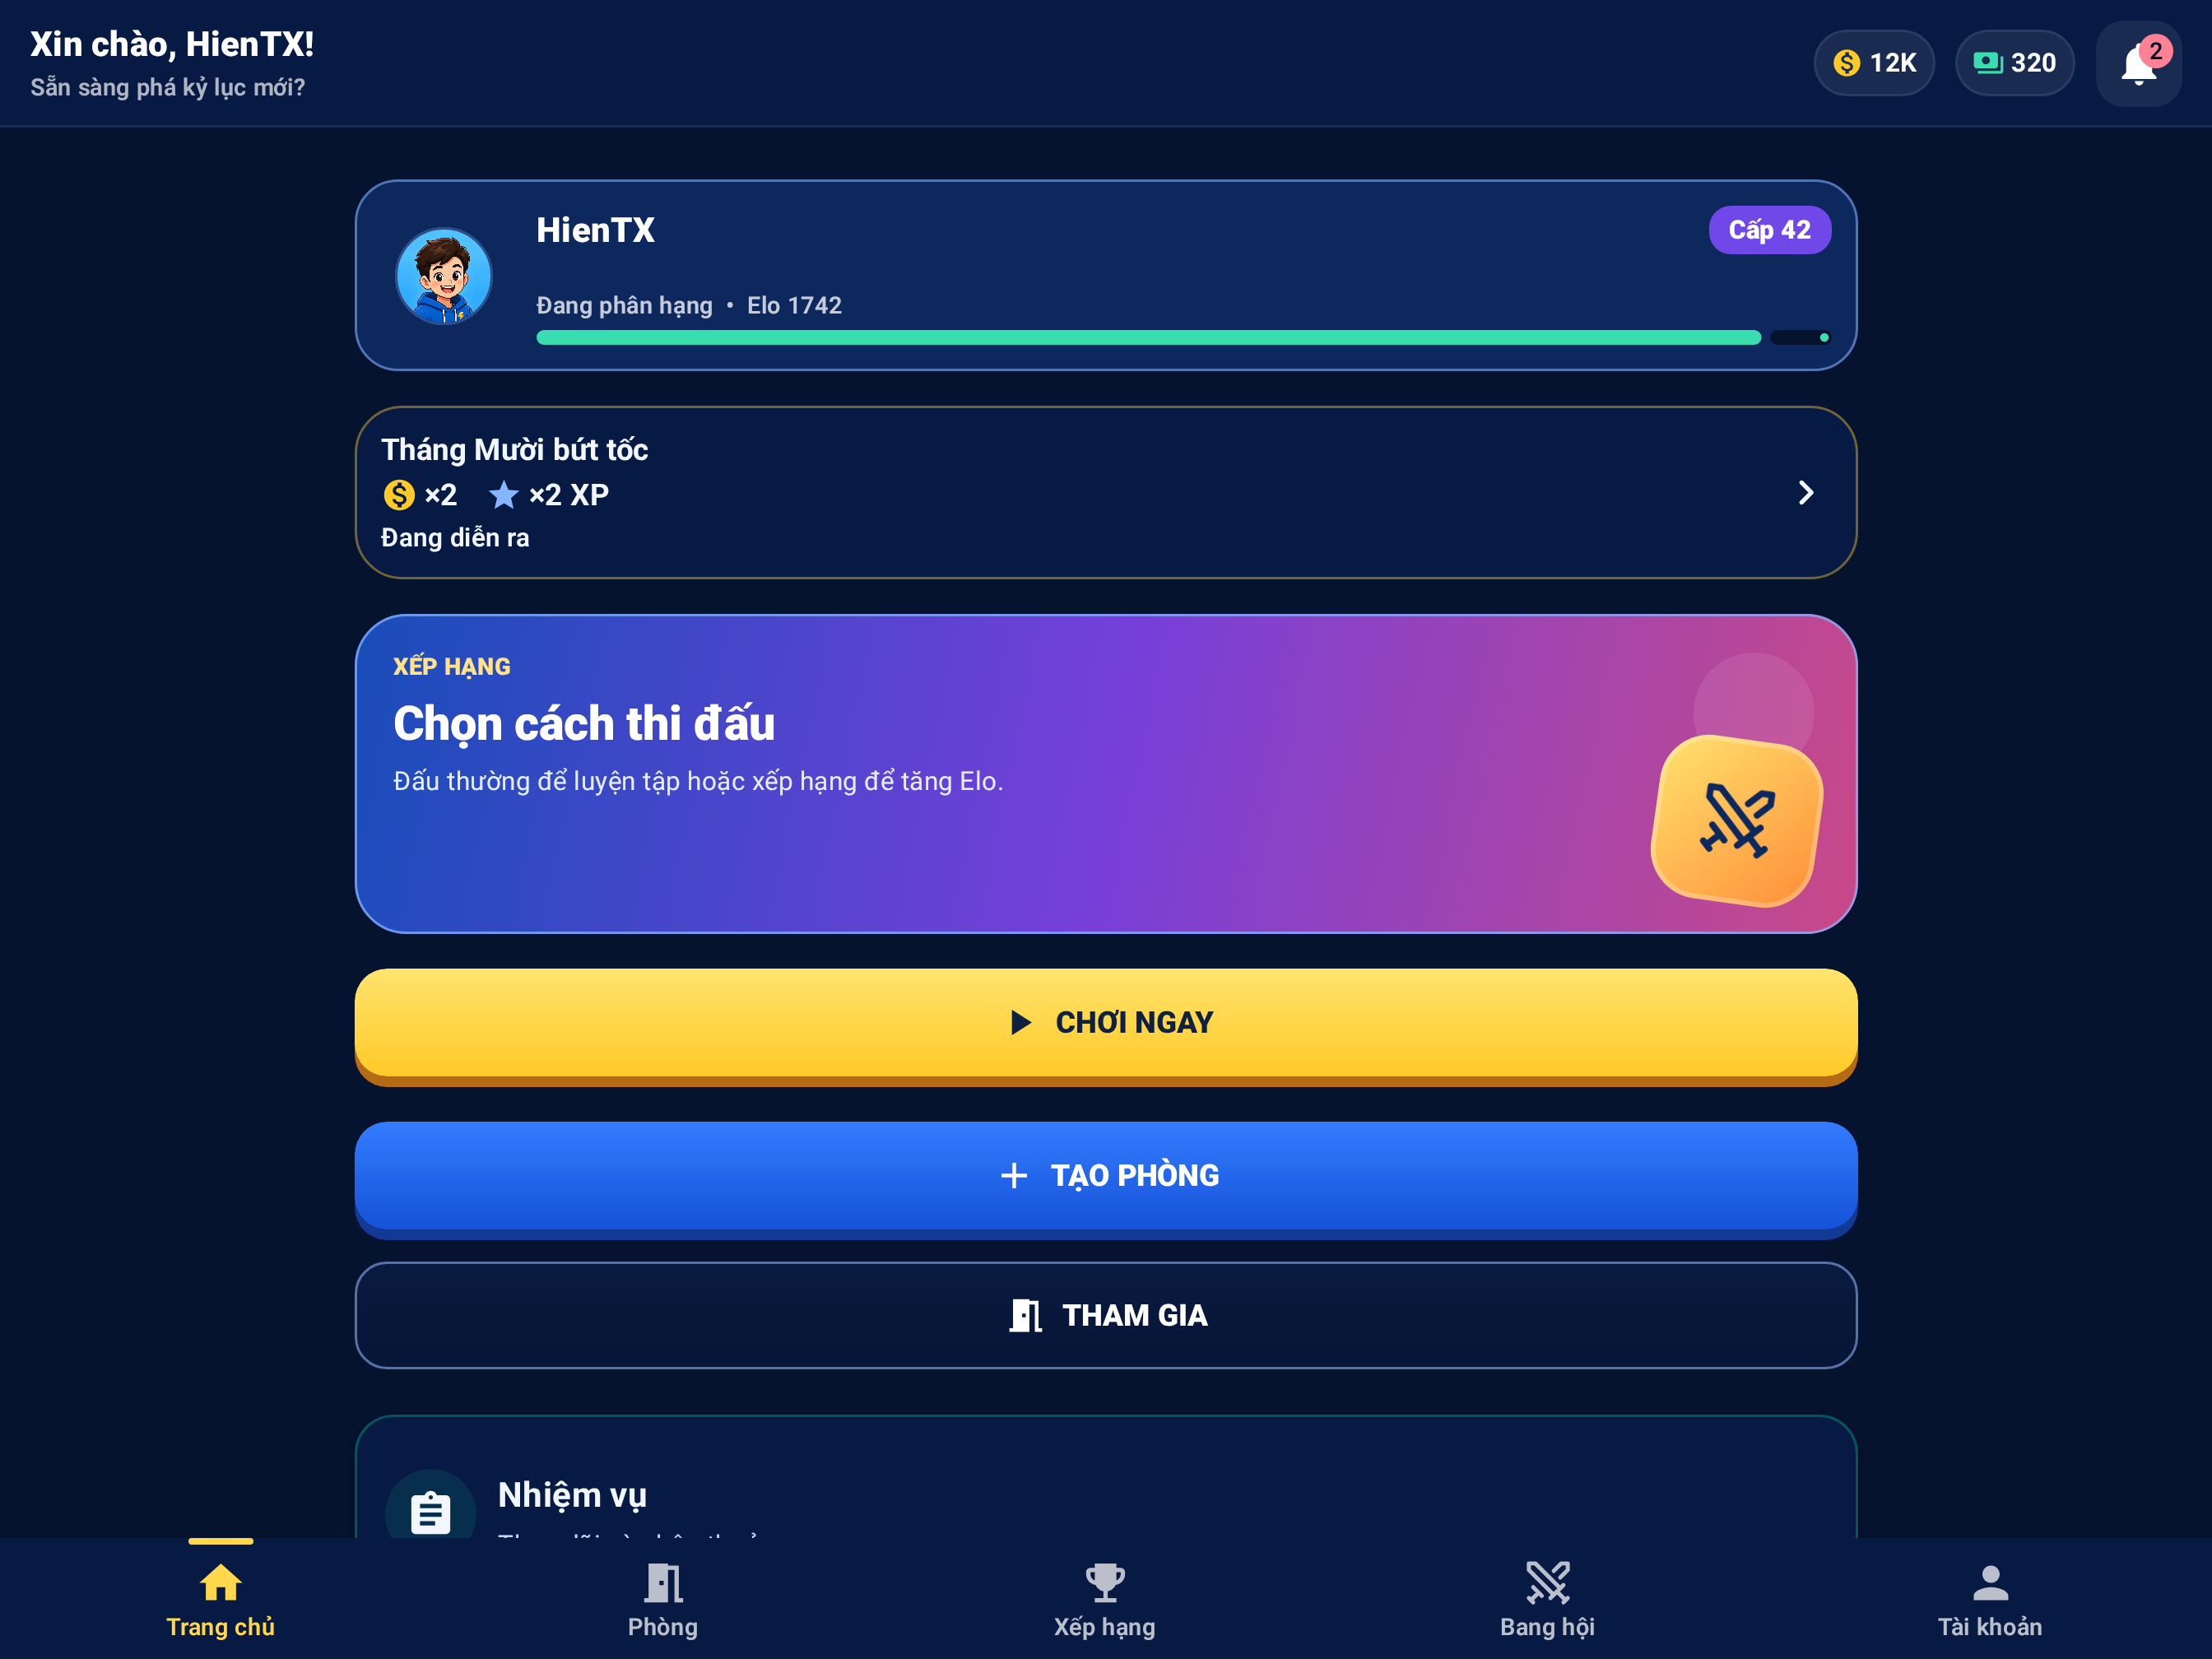 Xin chào, HienTX!
Sẵn sàng phá kỷ lục mới?
12K
320
2
HienTX
Cấp 42
Đang phân hạng • Elo 1742
Tháng Mười bứt tốc
×2 ×2 XP
Đang diễn ra
XẾP HẠNG
Chọn cách thi đấu
Đấu thường để luyện tập hoặc xếp hạng để tăng Elo.
CHƠI NGAY
TẠO PHÒNG
THAM GIA
Nhiệm vụ
Trang chủ
Phòng
Xếp hạng
Bang hội
Tài khoản